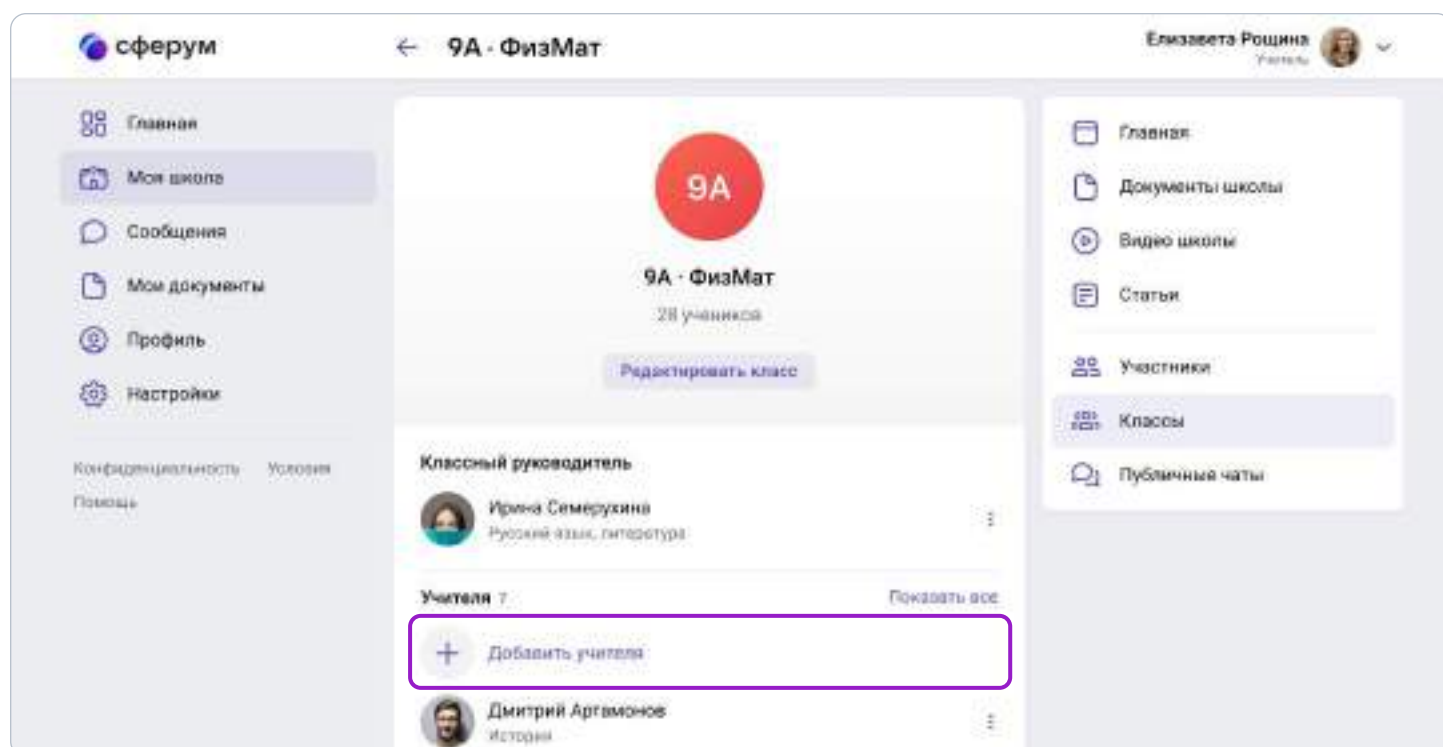 сферум
← 9А · ФизМат
Елизавета Рощина
Учитель
Главная
Моя школа
Сообщения
Мои документы
Профиль
Настройки
Конфиденциальность Условия
Помощь
9А
9А · ФизМат
28 учеников
Редактировать класс
Классный руководитель
Ирина Семерухина
Русский язык, литература
Учителя 7
Показать все
+ Добавить учителя
Дмитрий Артамонов
История
Главная
Документы школы
Видео школы
Статьи
Участники
Классы
Публичные чаты